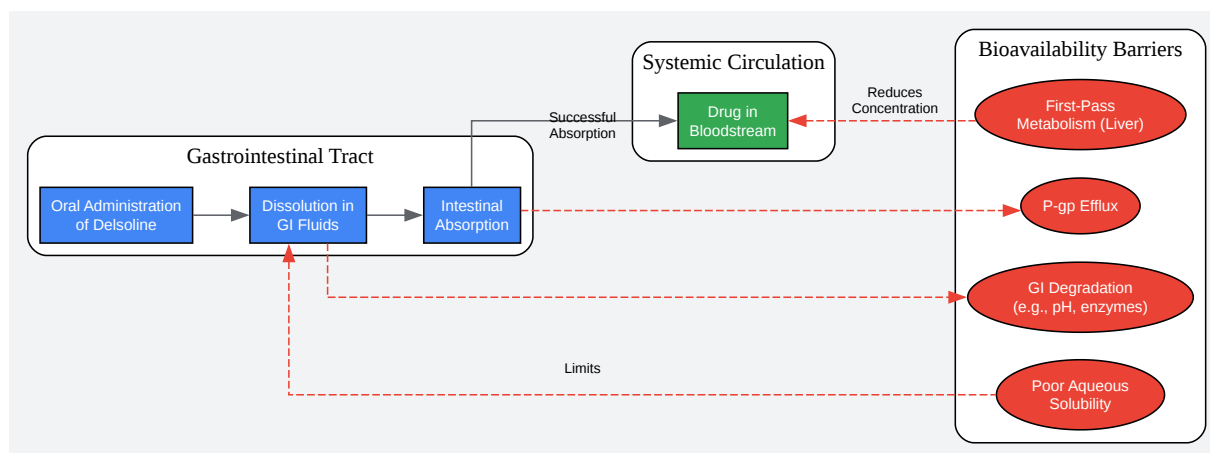 Gastrointestinal Tract
Oral Administration
of Delsoline
Dissolution in
GI Fluids
Intestinal
Absorption
Successful
Absorption
Systemic Circulation
Drug in
Bloodstream
Reduces
Concentration
Bioavailability Barriers
First-Pass
Metabolism (Liver)
P-gp Efflux
GI Degradation
(e.g., pH, enzymes)
Poor Aqueous
Solubility
Limits